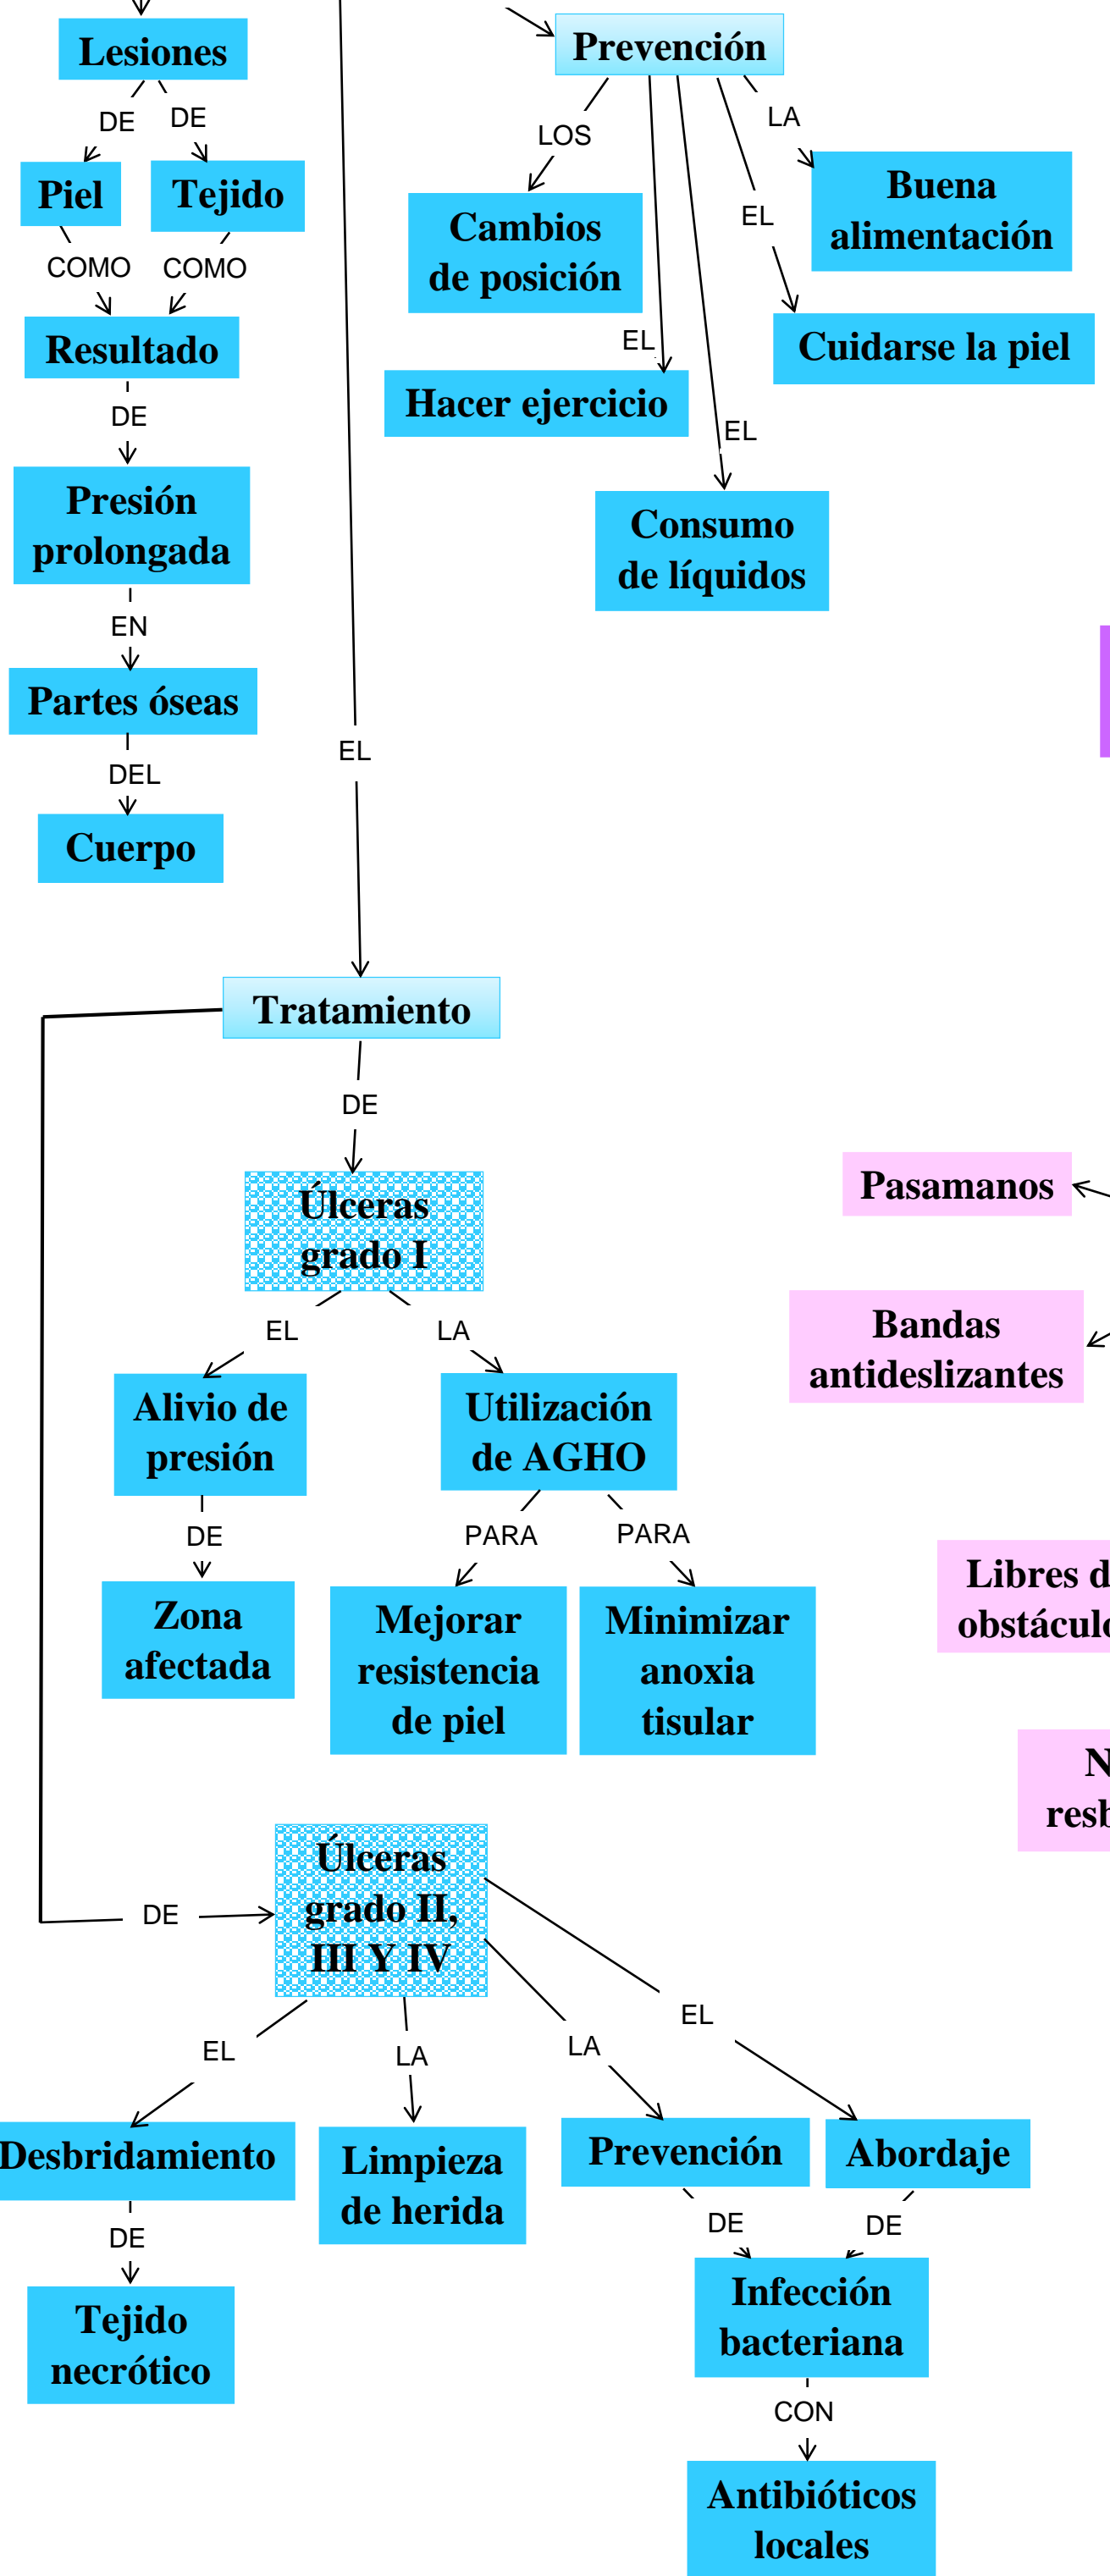 Lesiones
DE
DE
Piel
Tejido
COMO
COMO
Resultado
DE
Presión
prolongada
EN
Partes óseas
DEL
Cuerpo
Prevención
LOS
Cambios
de posición
EL
Hacer ejercicio
EL
Consumo
de líquidos
EL
Cuidarse la piel
LA
Buena
alimentación
EL
Tratamiento
DE
Úlceras
grado I
EL
LA
Alivio de
presión
DE
Zona
afectada
Utilización
de AGHO
PARA
PARA
Mejorar
resistencia
de piel
Minimizar
anoxia
tisular
DE
Úlceras
grado II,
III Y IV
EL
LA
LA
EL
Desbridamiento
DE
Tejido
necrótico
Limpieza
de herida
Prevención
Abordaje
DE
DE
Infección
bacteriana
CON
Antibióticos
locales
Pasamanos
Bandas
antideslizantes
Libres